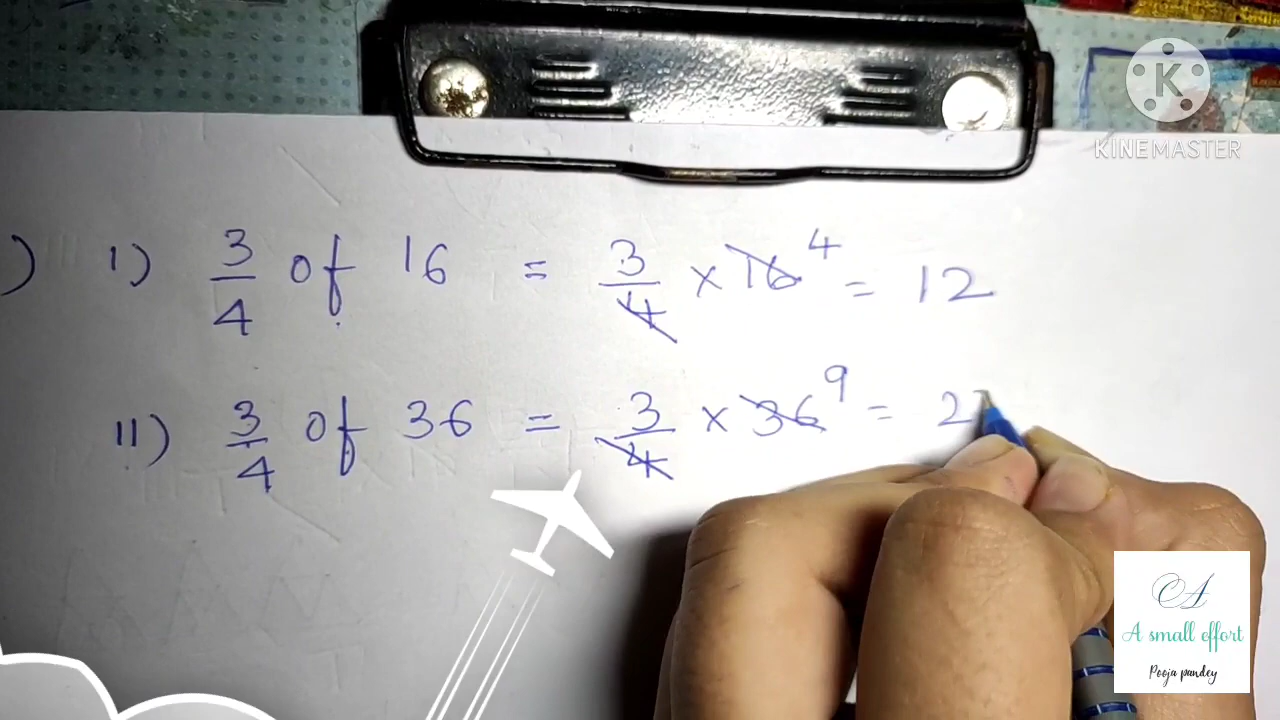 K
KINEMASTER
) I) 3/4 of 16 = 3/4 × 16 4 = 12
II) 3/4 of 36 = 3/4 × 36 9 = 2
A
A small effort
Pooja pandey